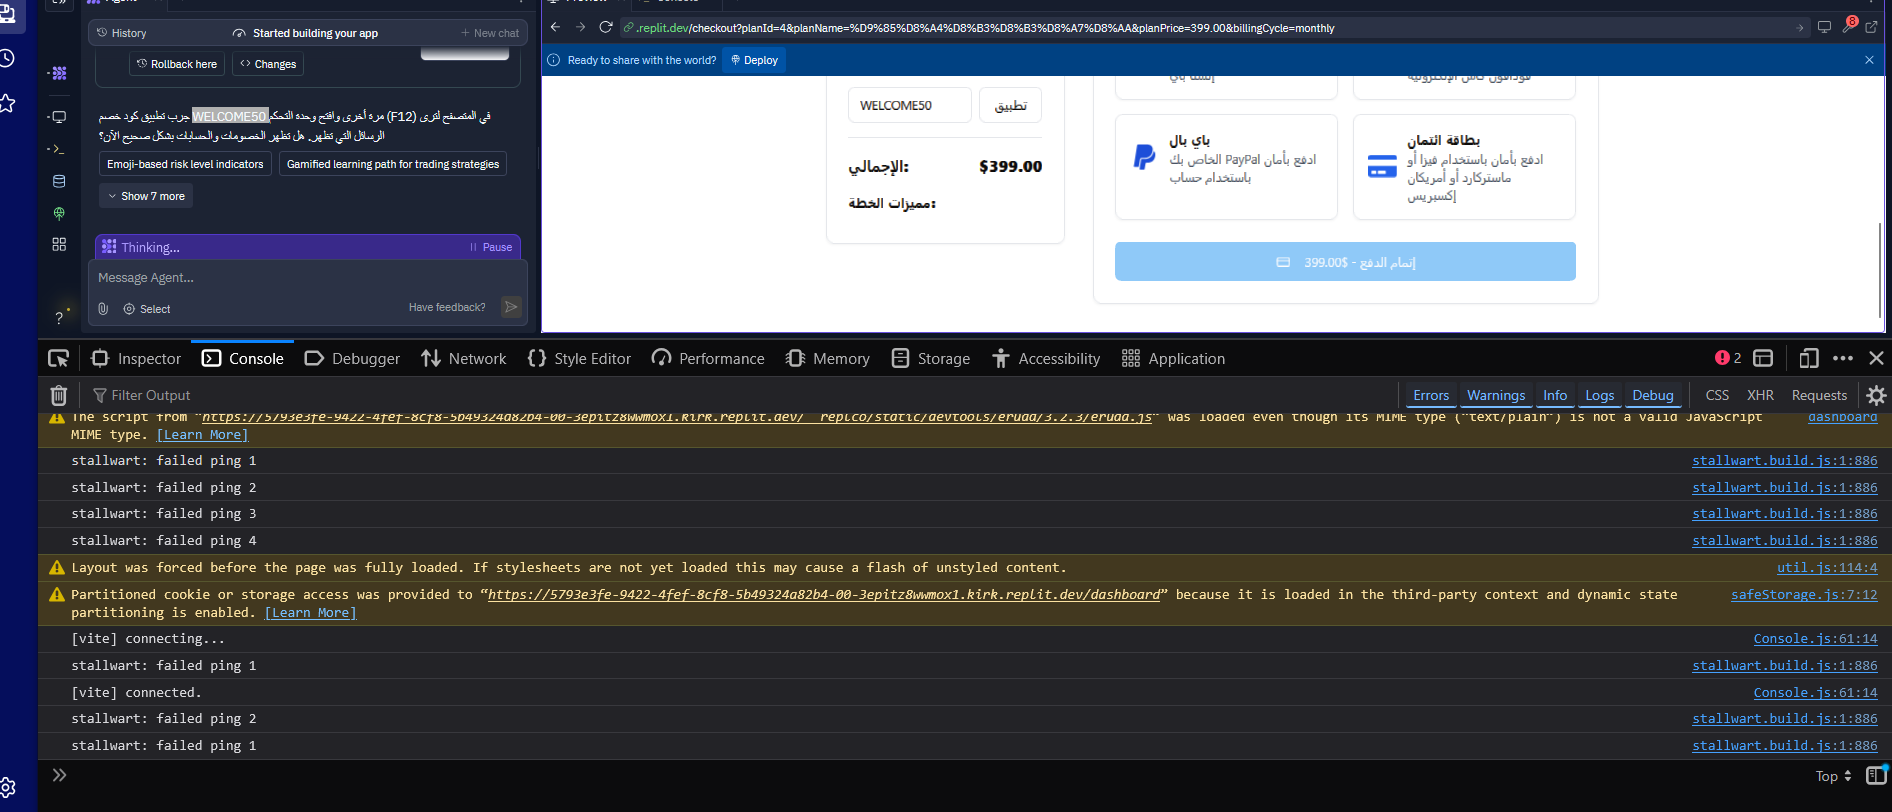 History
Started building your app
+ New chat
Rollback here
Changes
جرب تطبيق كود خصم WELCOME50 مرة أخرى وافتح وحدة التحكم (F12) في المتصفح لترى
الرسائل التي تظهر. هل تظهر الخصومات والحسابات بشكل صحيح الآن؟
Emoji-based risk level indicators
Gamified learning path for trading strategies
Show 7 more
Thinking...
Pause
Message Agent...
Select
Have feedback?
?
.replit.dev/checkout?planId=4&planName=%D9%85%D8%A4%D8%B3%D8%B3%D8%A7%D8%AA&planPrice=399.00&billingCycle=monthly
8
Ready to share with the world?
Deploy
WELCOME50
تطبيق
الإجمالي:
$399.00
مميزات الخطة:
باي بال
ادفع بأمان PayPal الخاص بك
باستخدام حساب
بطاقة ائتمان
ادفع بأمان باستخدام فيزا أو
ماستركارد أو أمريكان
إكسبريس
إتمام الدفع - $399.00
Inspector
Console
Debugger
Network
Style Editor
Performance
Memory
Storage
Accessibility
Application
2
Filter Output
Errors
Warnings
Info
Logs
Debug
CSS
XHR
Requests
The script from “https://5793e3fe-9422-4fef-8cf8-5b49324a82b4-00-3epitz8wwmox1.kirk.replit.dev/__replco/static/devtools/eruda/3.2.3/eruda.js” was loaded even though its MIME type (“text/plain”) is not a valid JavaScript
dashboard
MIME type. [Learn More]
stallwart: failed ping 1
stallwart.build.js:1:886
stallwart: failed ping 2
stallwart.build.js:1:886
stallwart: failed ping 3
stallwart.build.js:1:886
stallwart: failed ping 4
stallwart.build.js:1:886
Layout was forced before the page was fully loaded. If stylesheets are not yet loaded this may cause a flash of unstyled content.
util.js:114:4
Partitioned cookie or storage access was provided to “https://5793e3fe-9422-4fef-8cf8-5b49324a82b4-00-3epitz8wwmox1.kirk.replit.dev/dashboard” because it is loaded in the third-party context and dynamic state
safeStorage.js:7:12
partitioning is enabled. [Learn More]
[vite] connecting...
Console.js:61:14
stallwart: failed ping 1
stallwart.build.js:1:886
[vite] connected.
Console.js:61:14
stallwart: failed ping 2
stallwart.build.js:1:886
stallwart: failed ping 1
stallwart.build.js:1:886
Top